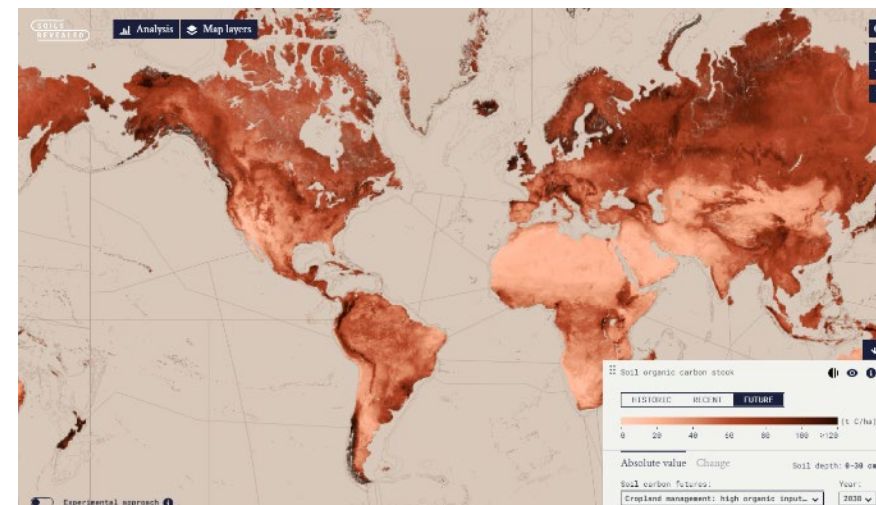 SOILS
REVEALED
Analysis
Map layers
Soil organic carbon stock
HISTORIC RECENT FUTURE
0 20 40 60 80 100 >120 (t C/ha)
Absolute value Change Soil depth: 0-30 cm
Soil carbon futures: Year:
Cropland management: high organic input… 2038
Experimental approach